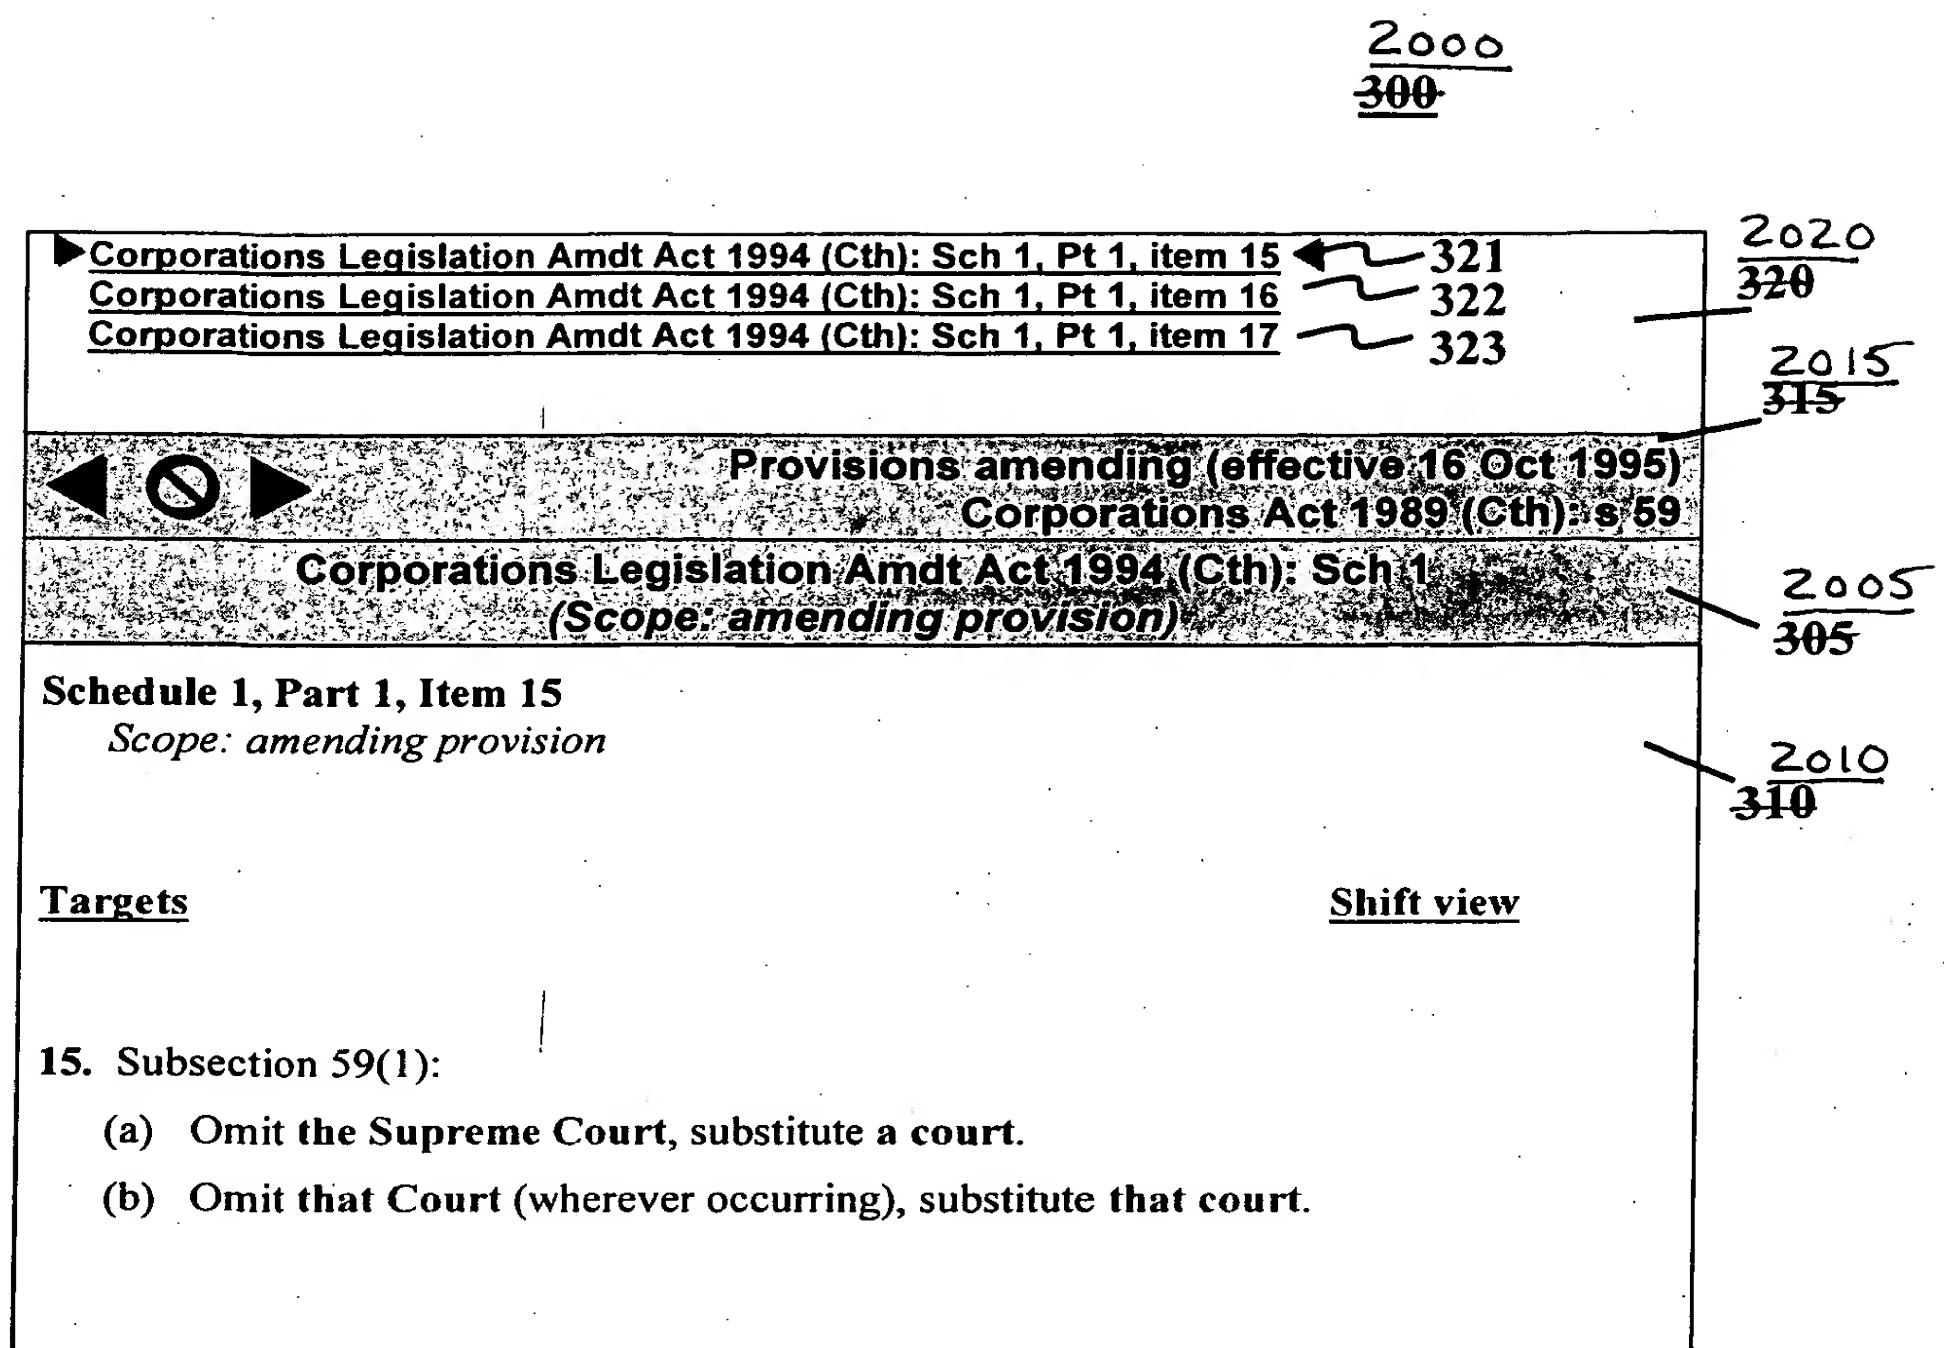 2000
300
Corporations Legislation Amdt Act 1994 (Cth): Sch 1, Pt 1, item 15 321
Corporations Legislation Amdt Act 1994 (Cth): Sch 1, Pt 1, item 16 322
Corporations Legislation Amdt Act 1994 (Cth): Sch 1, Pt 1, item 17 323
2020
320
2015
315
Provisions amending (effective 16 Oct 1995)
Corporations Act 1989 (Cth): s 59
Corporations Legislation Amdt Act 1994 (Cth): Sch 1
(Scope: amending provision)
2005
305
Schedule 1, Part 1, Item 15
Scope: amending provision
2010
310
Targets Shift view
15. Subsection 59(1):
(a) Omit the Supreme Court, substitute a court.
(b) Omit that Court (wherever occurring), substitute that court.